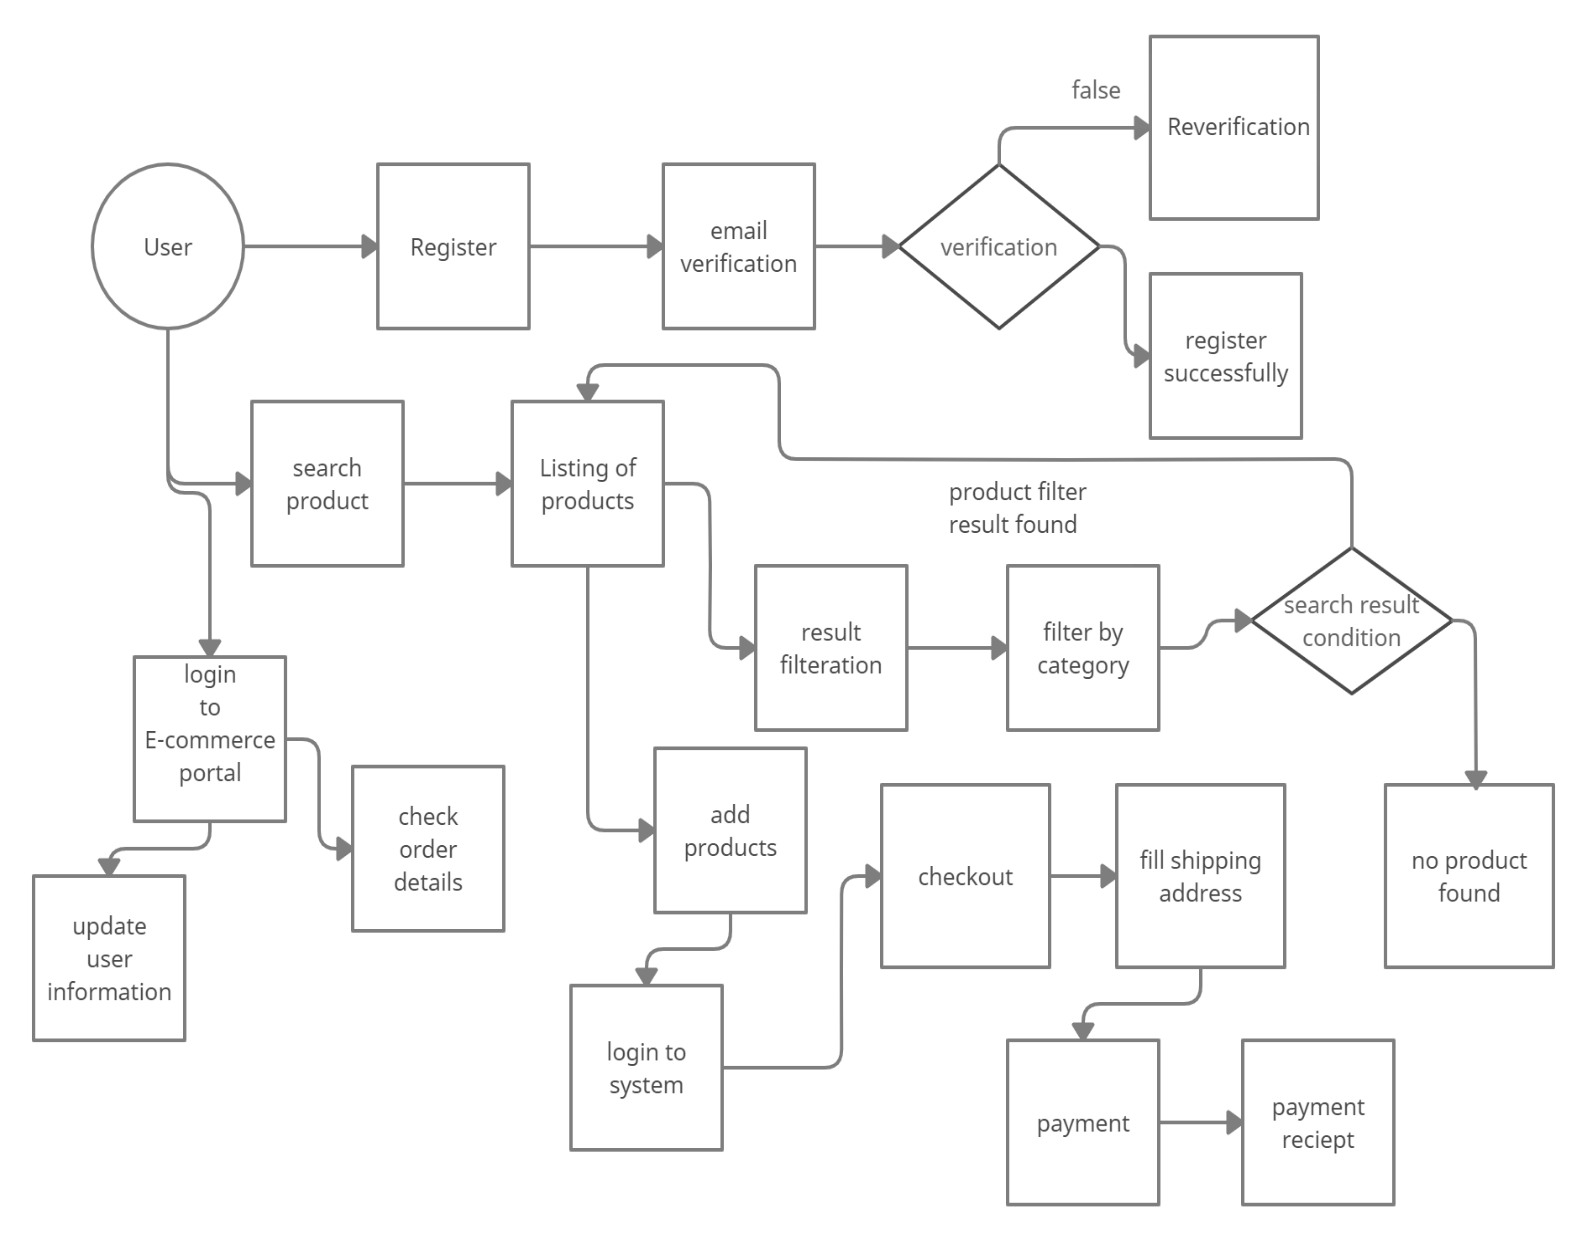 false
Reverification
User
Register
email
verification
verification
register
successfully
search
product
Listing of
products
product filter
result found
result
filteration
filter by
category
search result
condition
login
to
E-commerce
portal
check
order
details
add
products
checkout
fill shipping
address
no product
found
update
user
information
login to
system
payment
payment
reciept